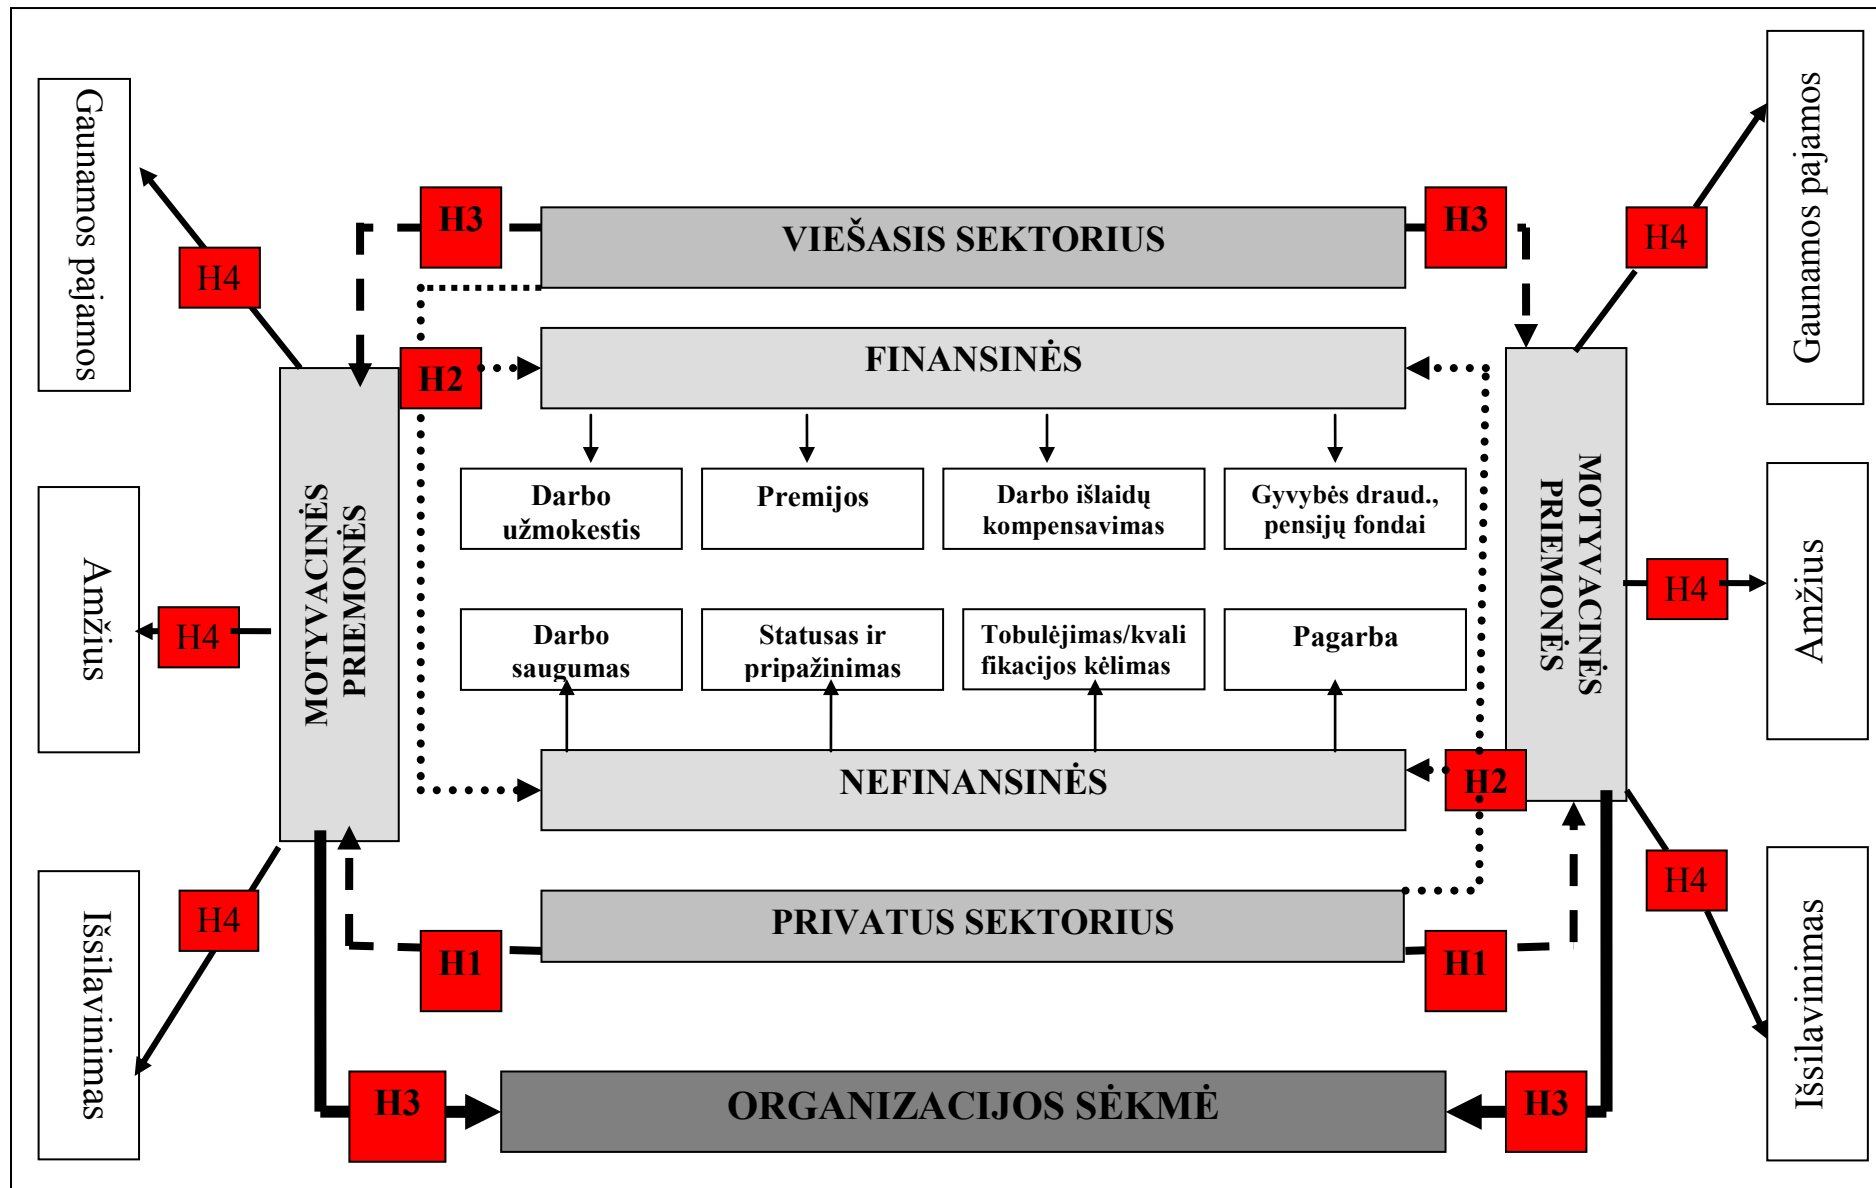 Gaunamos pajamos
Gaunamos pajamos
H3
VIEŠASIS SEKTORIUS
H3
H4
H4
H2
FINANSINĖS
Darbo
užmokestis
Premijos
Darbo išlaidų
kompensavimas
Gyvybės draud.,
pensijų fondai
MOTYVACINĖS
PRIEMONĖS
MOTYVACINĖS
PRIEMONĖS
Amžius
H4
H4
Amžius
Darbo
saugumas
Statusas ir
pripažinimas
Tobulėjimas/kvali
fikacijos kėlimas
Pagarba
NEFINANSINĖS
H2
H4
PRIVATUS SEKTORIUS
H4
H1
H1
Išsilavinimas
Išsilavinimas
H3
ORGANIZACIJOS SĖKMĖ
H3